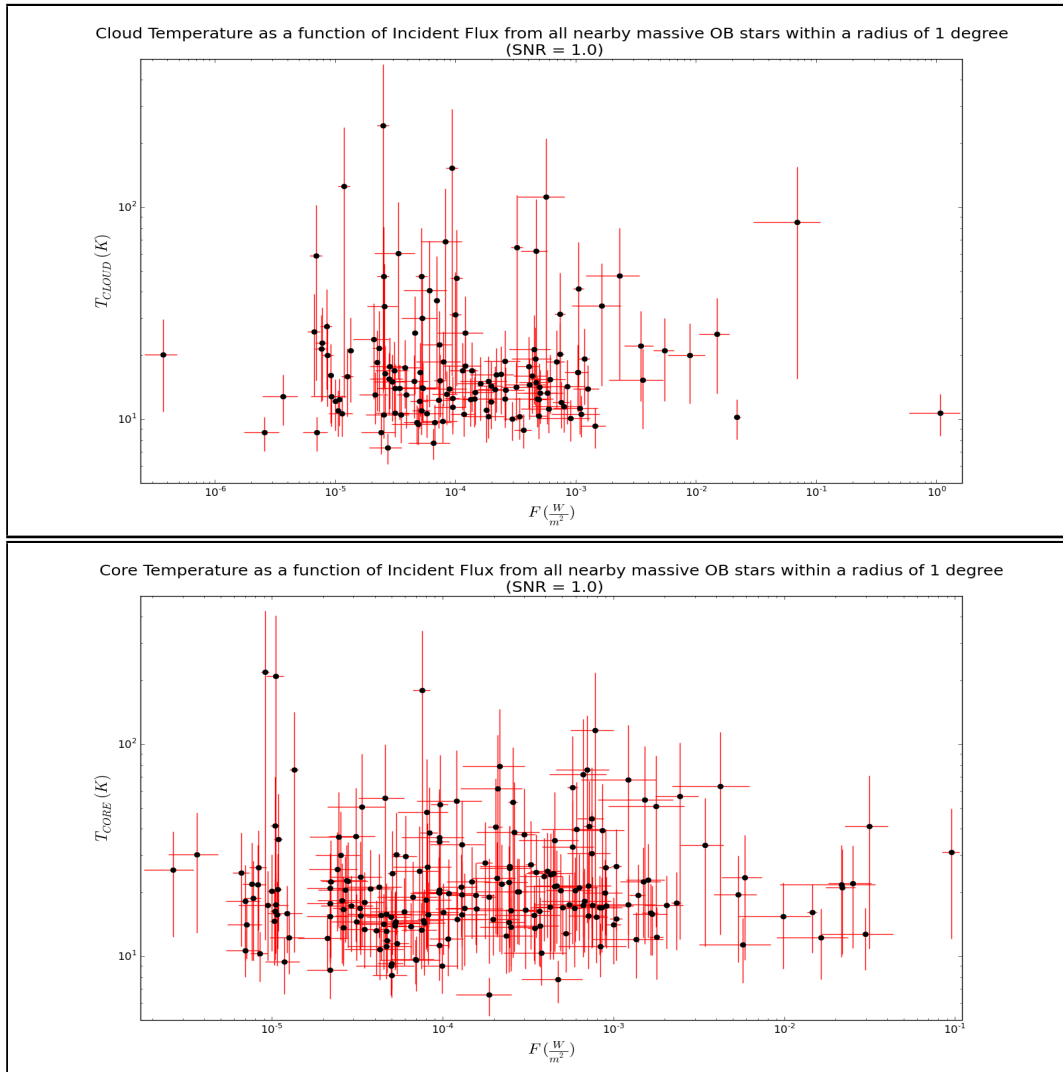 Cloud Temperature as a function of Incident Flux from all nearby massive OB stars within a radius of 1 degree
(SNR = 1.0)
10²
T_CLOUD (K)
10¹
10⁻⁶ 10⁻⁵ 10⁻⁴ 10⁻³ 10⁻² 10⁻¹ 10⁰
F (W/m²)
Core Temperature as a function of Incident Flux from all nearby massive OB stars within a radius of 1 degree
(SNR = 1.0)
10²
T_CORE (K)
10¹
10⁻⁵ 10⁻⁴ 10⁻³ 10⁻² 10⁻¹
F (W/m²)